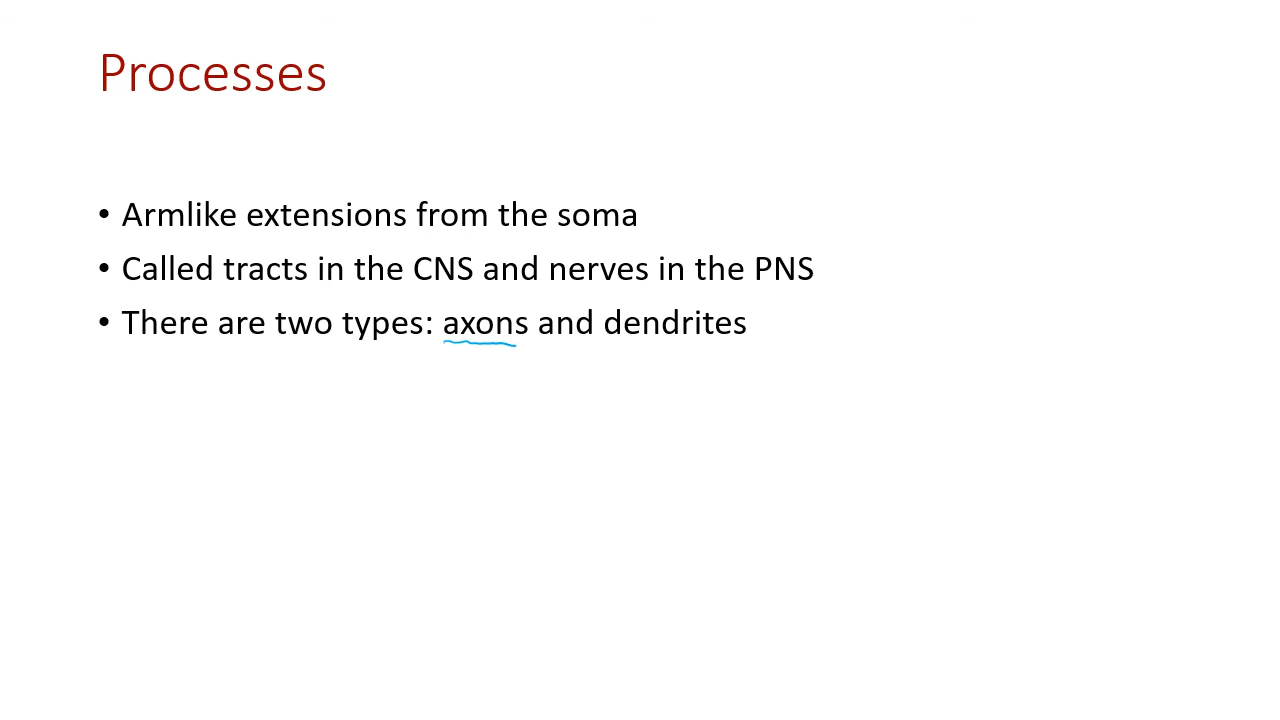 Processes
• Armlike extensions from the soma
• Called tracts in the CNS and nerves in the PNS
• There are two types: axons and dendrites